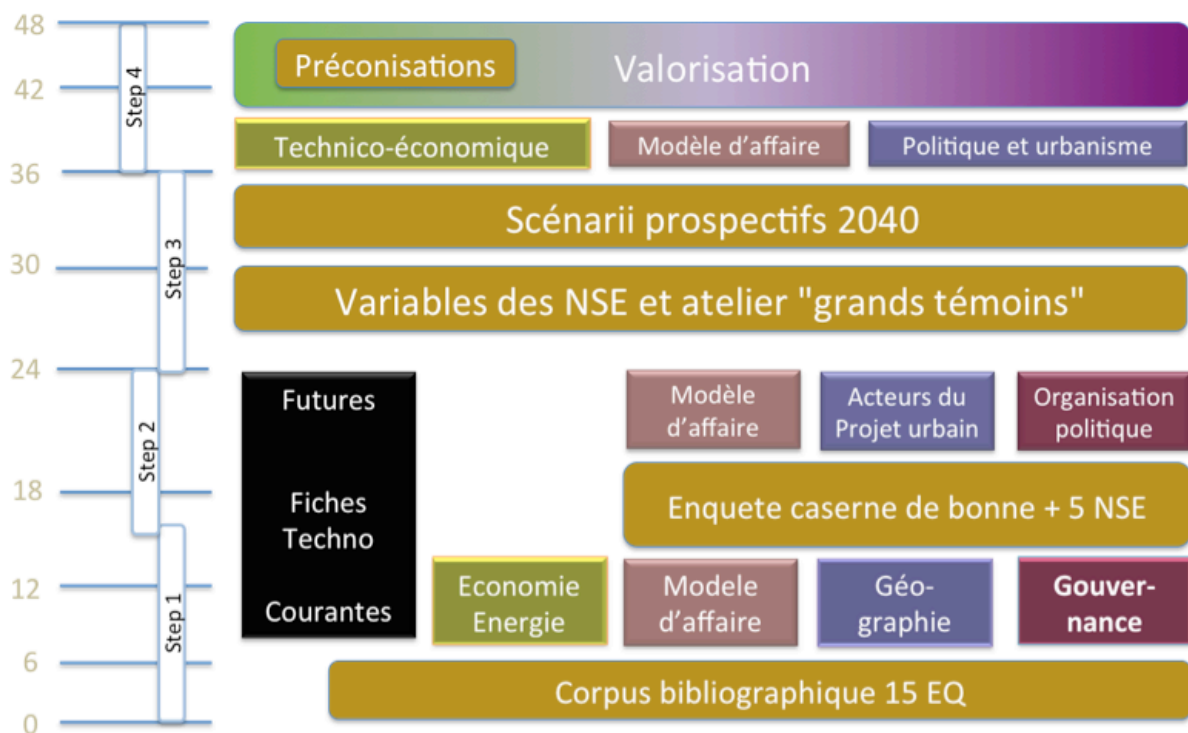 48
Step 4
Préconisations
Valorisation
42
Technico-économique
Modèle d'affaire
Politique et urbanisme
36
Scénarii prospectifs 2040
Step 3
30
Variables des NSE et atelier "grands témoins"
24
Futures
Modèle
d'affaire
Acteurs du
Projet urbain
Organisation
politique
Step 2
18
Fiches
Techno
Enquete caserne de bonne + 5 NSE
12
Courantes
Economie
Energie
Modele
d'affaire
Géo-
graphie
Gouver-
nance
Step 1
6
Corpus bibliographique 15 EQ
0